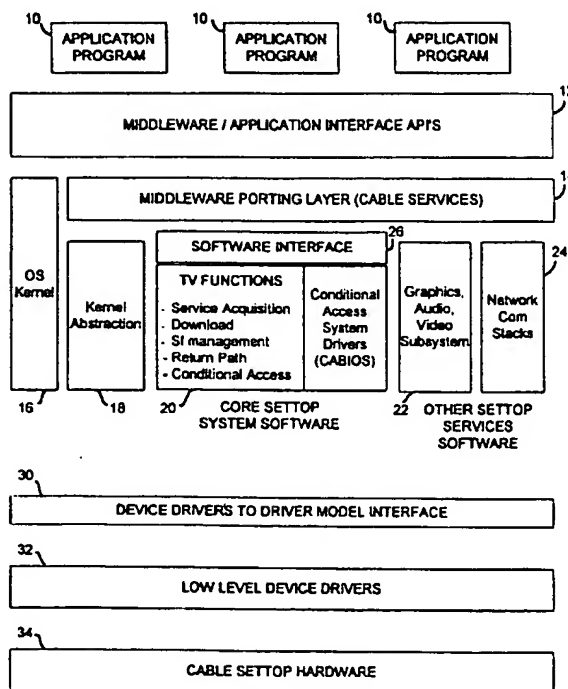 10 10 10
APPLICATION PROGRAM
APPLICATION PROGRAM
APPLICATION PROGRAM
MIDDLEWARE / APPLICATION INTERFACE API'S
MIDDLEWARE PORTING LAYER (CABLE SERVICES)
OS Kernel
16
Kernel Abstraction
18
SOFTWARE INTERFACE
26
TV FUNCTIONS
- Service Acquisition
- Download
- SI management
- Return Path
- Conditional Access
20
Conditional
Access
System
Drivers
(CABIOS)
CORE SETTOP
SYSTEM SOFTWARE
Graphics,
Audio,
Video
Subsystem
22
24
Network
Com
Stacks
OTHER SETTOP
SERVICES
SOFTWARE
30
DEVICE DRIVERS TO DRIVER MODEL INTERFACE
32
LOW LEVEL DEVICE DRIVERS
34
CABLE SETTOP HARDWARE